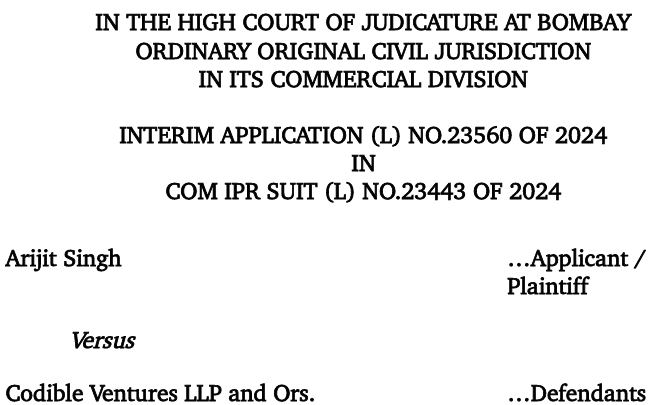 IN THE HIGH COURT OF JUDICATURE AT BOMBAY
ORDINARY ORIGINAL CIVIL JURISDICTION
IN ITS COMMERCIAL DIVISION
INTERIM APPLICATION (L) NO.23560 OF 2024
IN
COM IPR SUIT (L) NO.23443 OF 2024
Arijit Singh ...Applicant /
Plaintiff
Versus
Codible Ventures LLP and Ors. ...Defendants